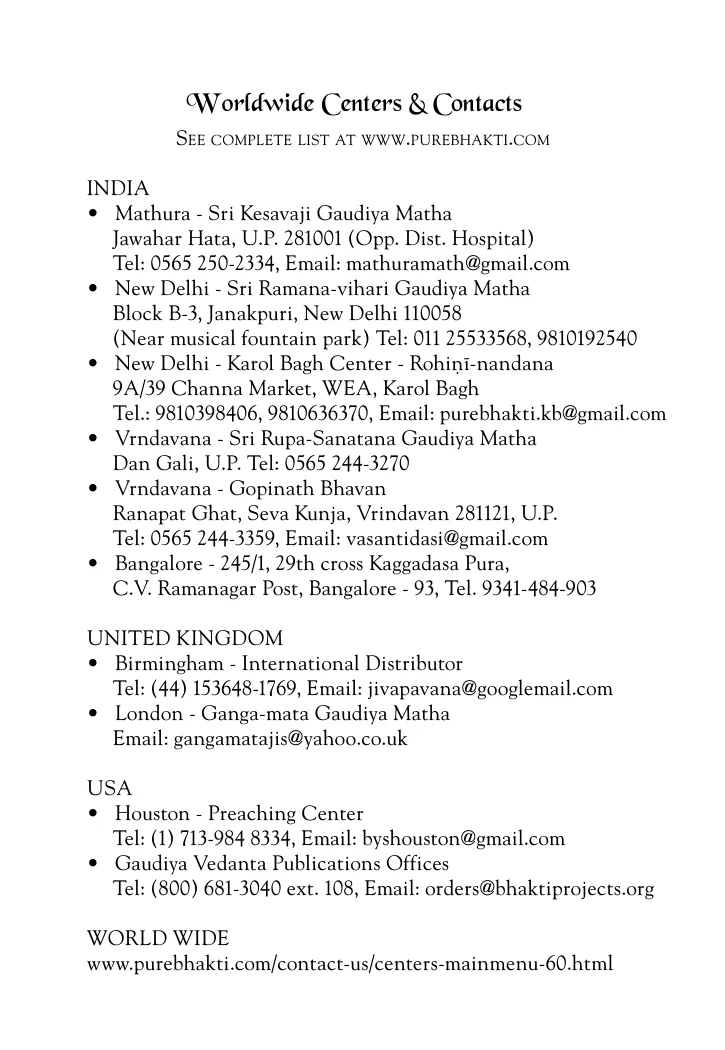 Worldwide Centers & Contacts
See complete list at www.purebhakti.com
INDIA
• Mathura - Sri Kesavaji Gaudiya Matha
Jawahar Hata, U.P. 281001 (Opp. Dist. Hospital)
Tel: 0565 250-2334, Email: mathuramath@gmail.com
• New Delhi - Sri Ramana-vihari Gaudiya Matha
Block B-3, Janakpuri, New Delhi 110058
(Near musical fountain park) Tel: 011 25533568, 9810192540
• New Delhi - Karol Bagh Center - Rohiṇī-nandana
9A/39 Channa Market, WEA, Karol Bagh
Tel.: 9810398406, 9810636370, Email: purebhakti.kb@gmail.com
• Vrndavana - Sri Rupa-Sanatana Gaudiya Matha
Dan Gali, U.P. Tel: 0565 244-3270
• Vrndavana - Gopinath Bhavan
Ranapat Ghat, Seva Kunja, Vrindavan 281121, U.P.
Tel: 0565 244-3359, Email: vasantidasi@gmail.com
• Bangalore - 245/1, 29th cross Kaggadasa Pura,
C.V. Ramanagar Post, Bangalore - 93, Tel. 9341-484-903
UNITED KINGDOM
• Birmingham - International Distributor
Tel: (44) 153648-1769, Email: jivapavana@googlemail.com
• London - Ganga-mata Gaudiya Matha
Email: gangamatajis@yahoo.co.uk
USA
• Houston - Preaching Center
Tel: (1) 713-984 8334, Email: byshouston@gmail.com
• Gaudiya Vedanta Publications Offices
Tel: (800) 681-3040 ext. 108, Email: orders@bhaktiprojects.org
WORLD WIDE
www.purebhakti.com/contact-us/centers-mainmenu-60.html